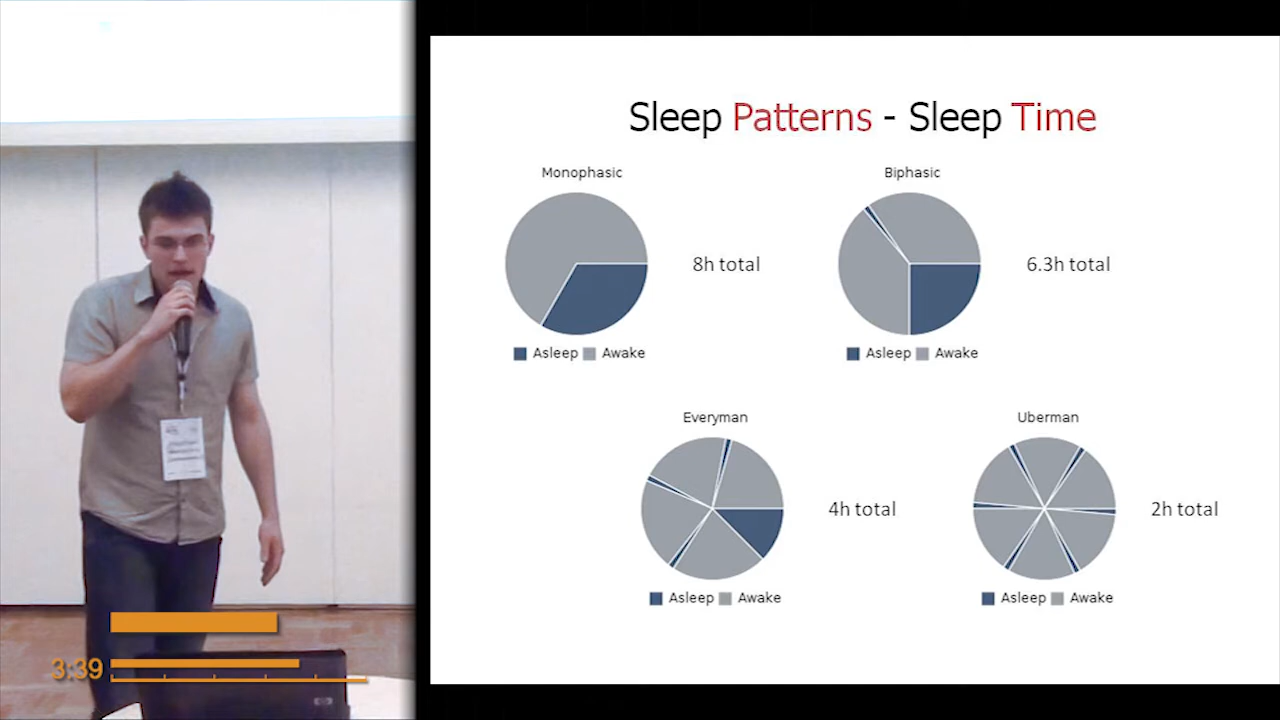 Sleep Patterns - Sleep Time
Monophasic
8h total
Asleep Awake
Biphasic
6.3h total
Asleep Awake
Everyman
4h total
Asleep Awake
Uberman
2h total
Asleep Awake
3:39
hp